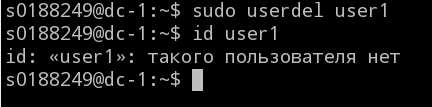 s0188249@dc-1:~$ sudo userdel user1
s0188249@dc-1:~$ id user1
id: «user1»: такого пользователя нет
s0188249@dc-1:~$